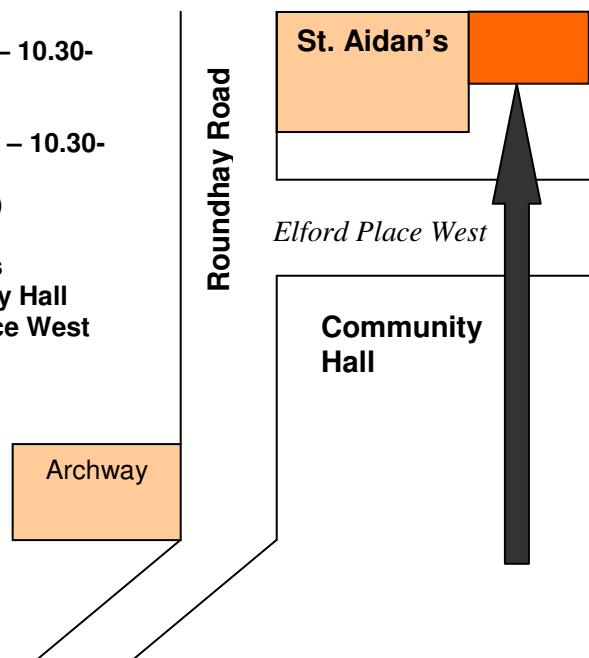 – 10.30-
– 10.30-
)
y Hall
ce West
St. Aidan's
Roundhay Road
Elford Place West
Community
Hall
Archway